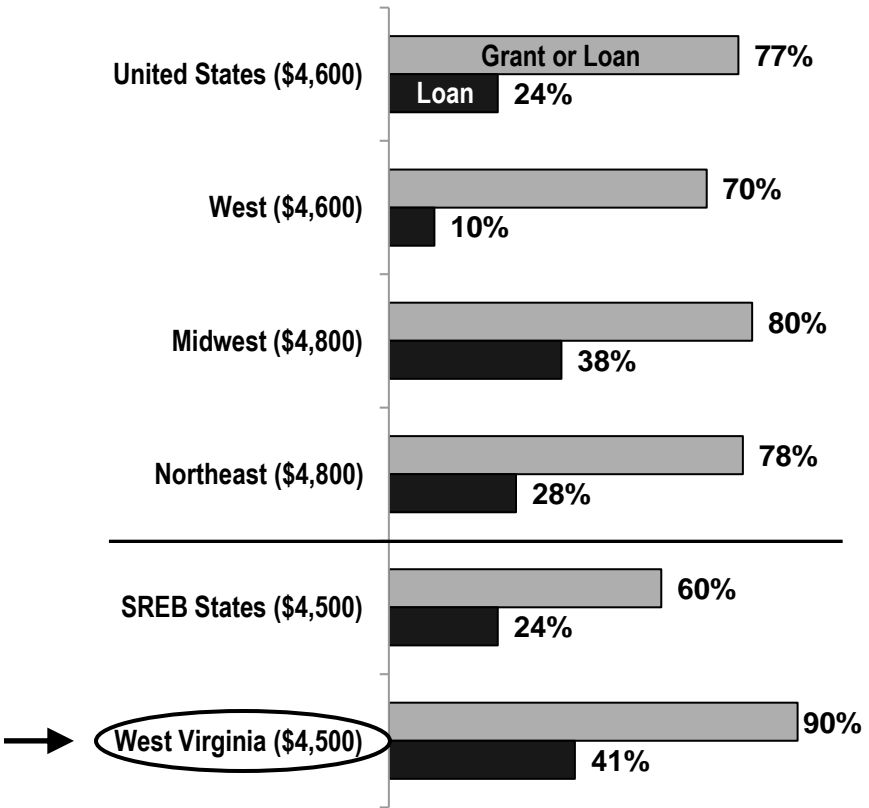 United States ($4,600)
Grant or Loan
77%
Loan
24%
West ($4,600)
70%
10%
Midwest ($4,800)
80%
38%
Northeast ($4,800)
78%
28%
SREB States ($4,500)
60%
24%
West Virginia ($4,500)
90%
41%